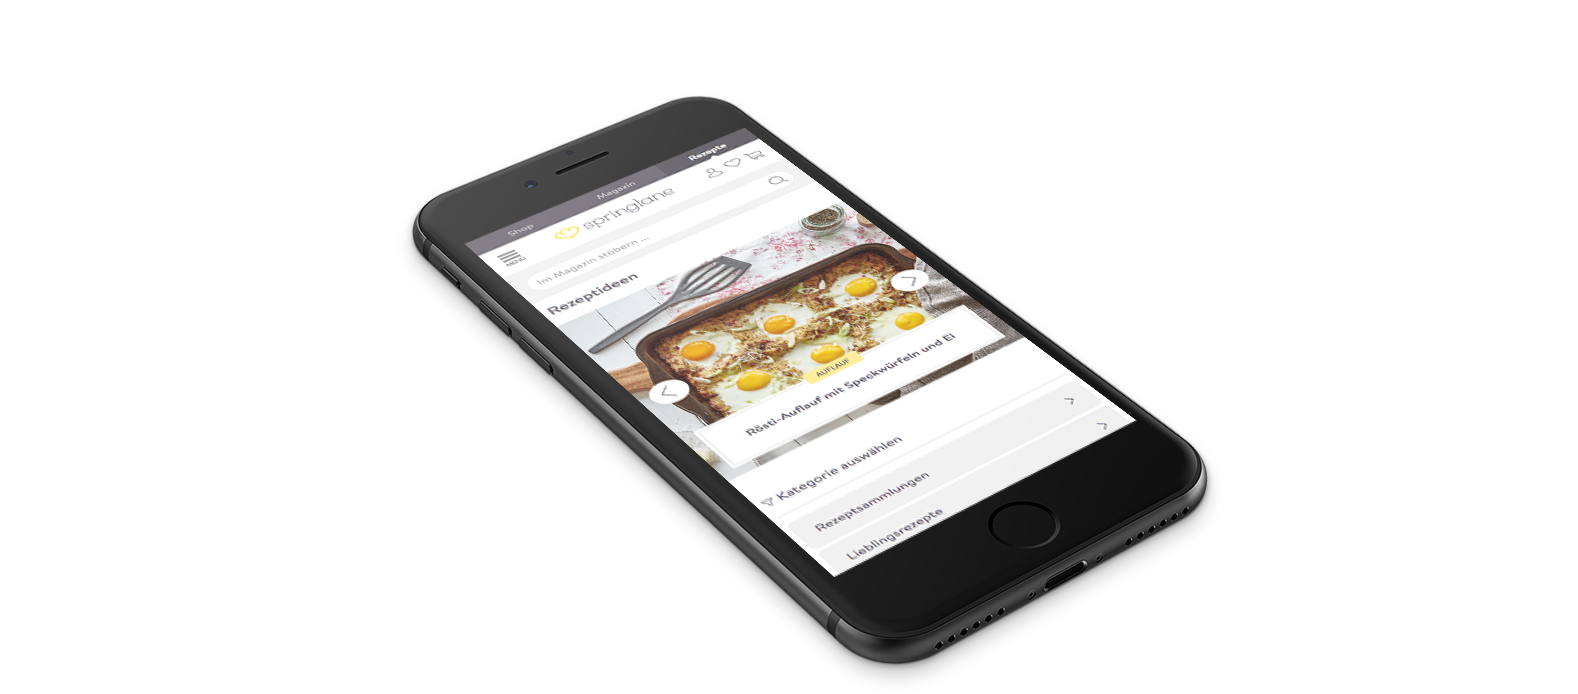 Shop Magazin Rezepte
MENU
springlane
Im Magazin stöbern ...
Rezeptideen
AUFLAUF
Rösti-Auflauf mit Speckwürfeln und Ei
Kategorie auswählen
Rezeptsammlungen
Lieblingsrezepte